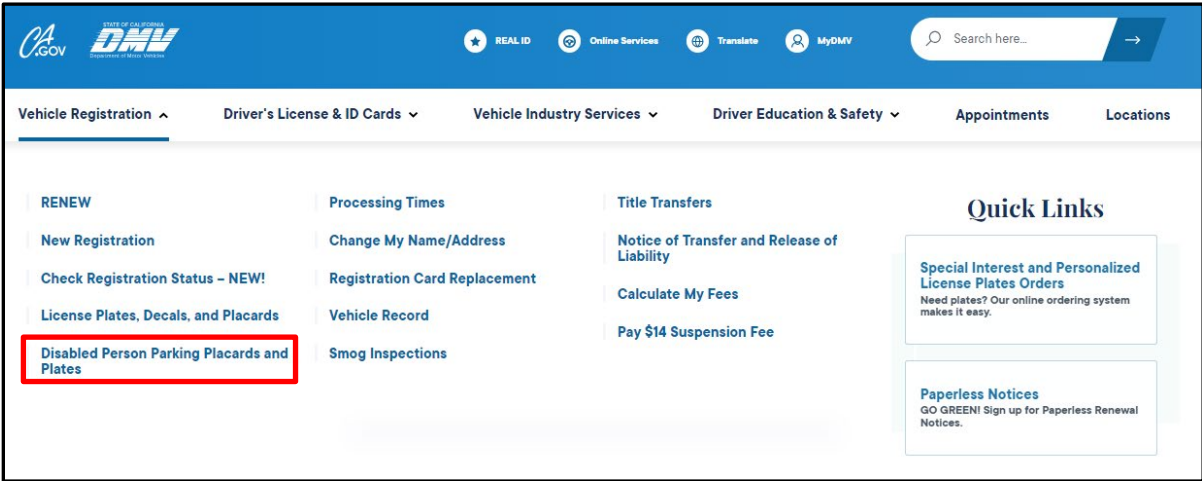 CA.GOV
STATE OF CALIFORNIA
DMV
Department of Motor Vehicles
REAL ID
Online Services
Translate
MyDMV
Search here...
Vehicle Registration
Driver's License & ID Cards
Vehicle Industry Services
Driver Education & Safety
Appointments
Locations
RENEW
New Registration
Check Registration Status – NEW!
License Plates, Decals, and Placards
Disabled Person Parking Placards and
Plates
Processing Times
Change My Name/Address
Registration Card Replacement
Vehicle Record
Smog Inspections
Title Transfers
Notice of Transfer and Release of
Liability
Calculate My Fees
Pay $14 Suspension Fee
Quick Links
Special Interest and Personalized
License Plates Orders
Need plates? Our online ordering system
makes it easy.
Paperless Notices
GO GREEN! Sign up for Paperless Renewal
Notices.